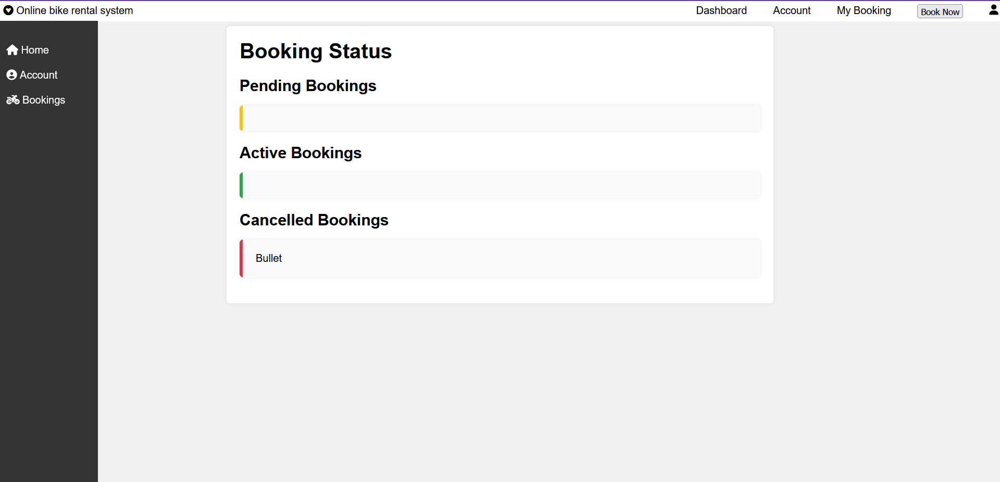 Online bike rental system
Dashboard
Account
My Booking
Book Now
Home
Account
Bookings
Booking Status
Pending Bookings
Active Bookings
Cancelled Bookings
Bullet